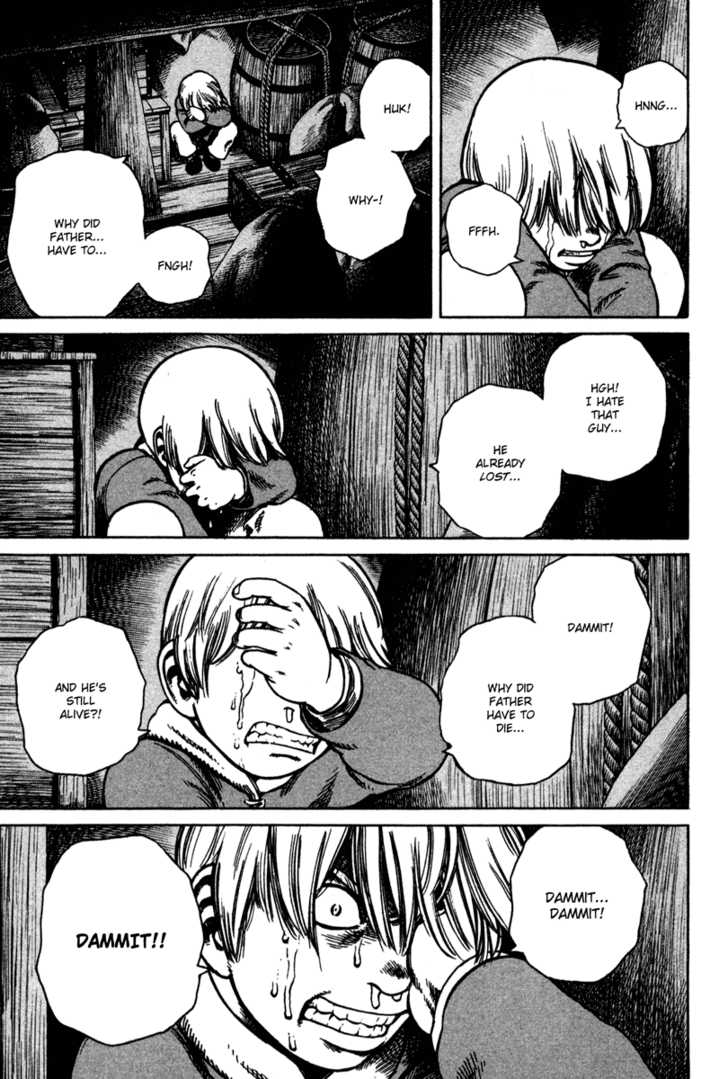 HUK!
WHY-!
WHY DID
FATHER...
HAVE TO...
FNGH!
HNNG...
FFFH.
HGH!
I HATE
THAT
GUY...
HE
ALREADY
LOST...
DAMMIT!
WHY DID
FATHER
HAVE TO
DIE...
AND HE'S
STILL
ALIVE?!
DAMMIT...
DAMMIT!
DAMMIT!!